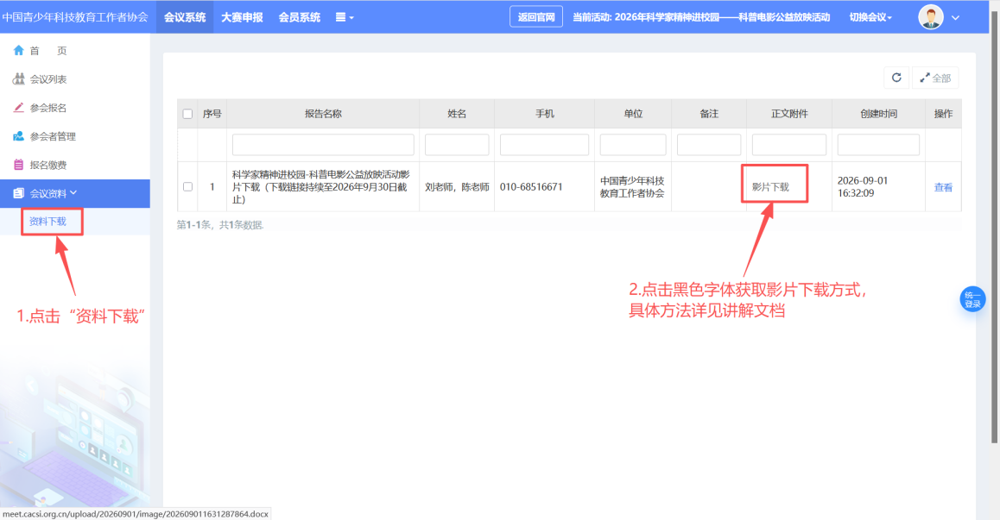 中国青少年科技教育工作者协会 会议系统 大赛申报 会员系统 返回官网 当前活动: 2026年科学家精神进校园——科普电影公益放映活动 切换会议
首 页
会议列表
参会报名
参会者管理
报名缴费
会议资料
资料下载
1.点击“资料下载”
全部
序号 报告名称 姓名 手机 单位 备注 正文附件 创建时间 操作
1 科学家精神进校园-科普电影公益放映活动影
片下载（下载链接持续至2026年9月30日截
止）
刘老师，陈老师 010-68516671
中国青少年科技
教育工作者协会
影片下载
2026-09-01
16:32:09
查看
第1-1条，共1条数据.
2.点击黑色字体获取影片下载方式，
具体方法详见讲解文档
统一
登录
meet.cacsi.org.cn/upload/20260901/image/202609011631287864.docx